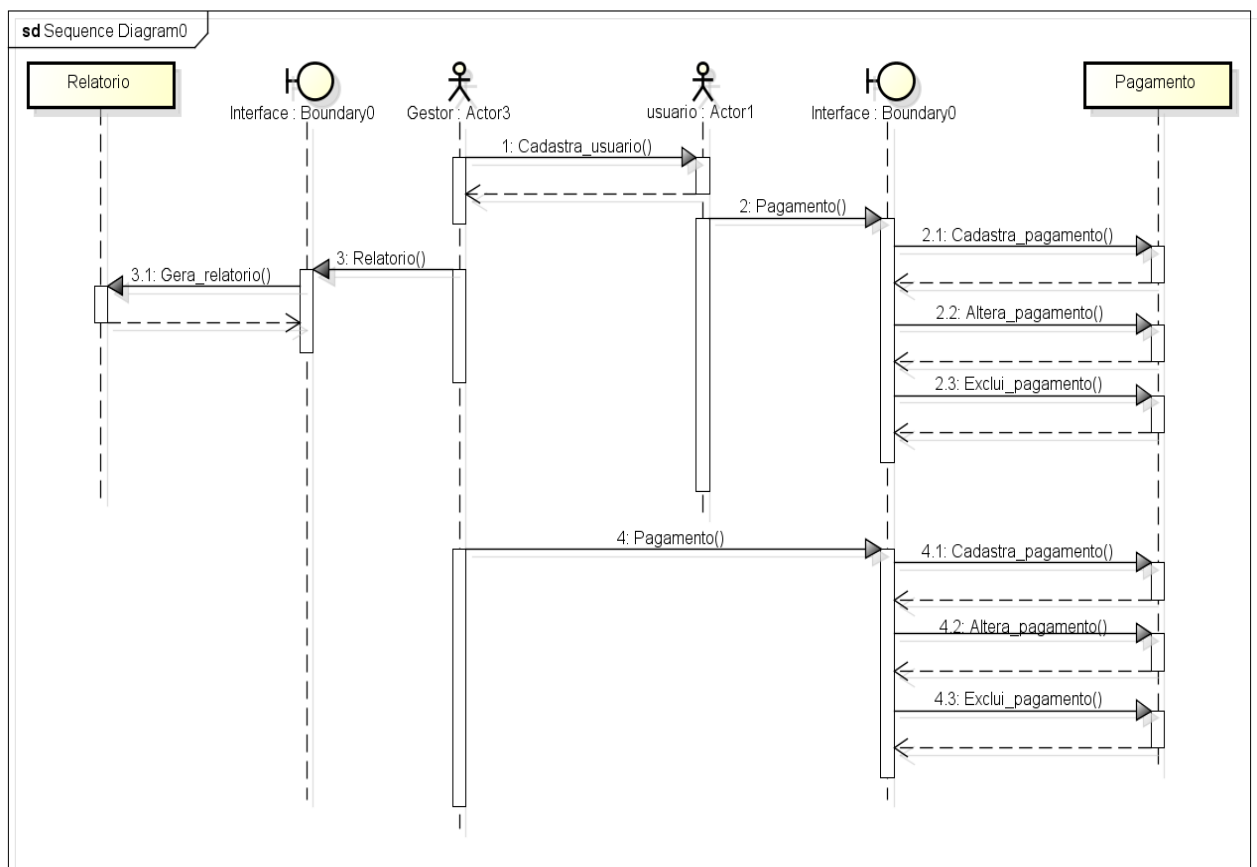 sd Sequence Diagram0
Relatorio
Interface : Boundary0
Gestor : Actor3
usuario : Actor1
Interface : Boundary0
Pagamento
1: Cadastra_usuario()
2: Pagamento()
2.1: Cadastra_pagamento()
3: Relatorio()
3.1: Gera_relatorio()
2.2: Altera_pagamento()
2.3: Exclui_pagamento()
4: Pagamento()
4.1: Cadastra_pagamento()
4.2: Altera_pagamento()
4.3: Exclui_pagamento()